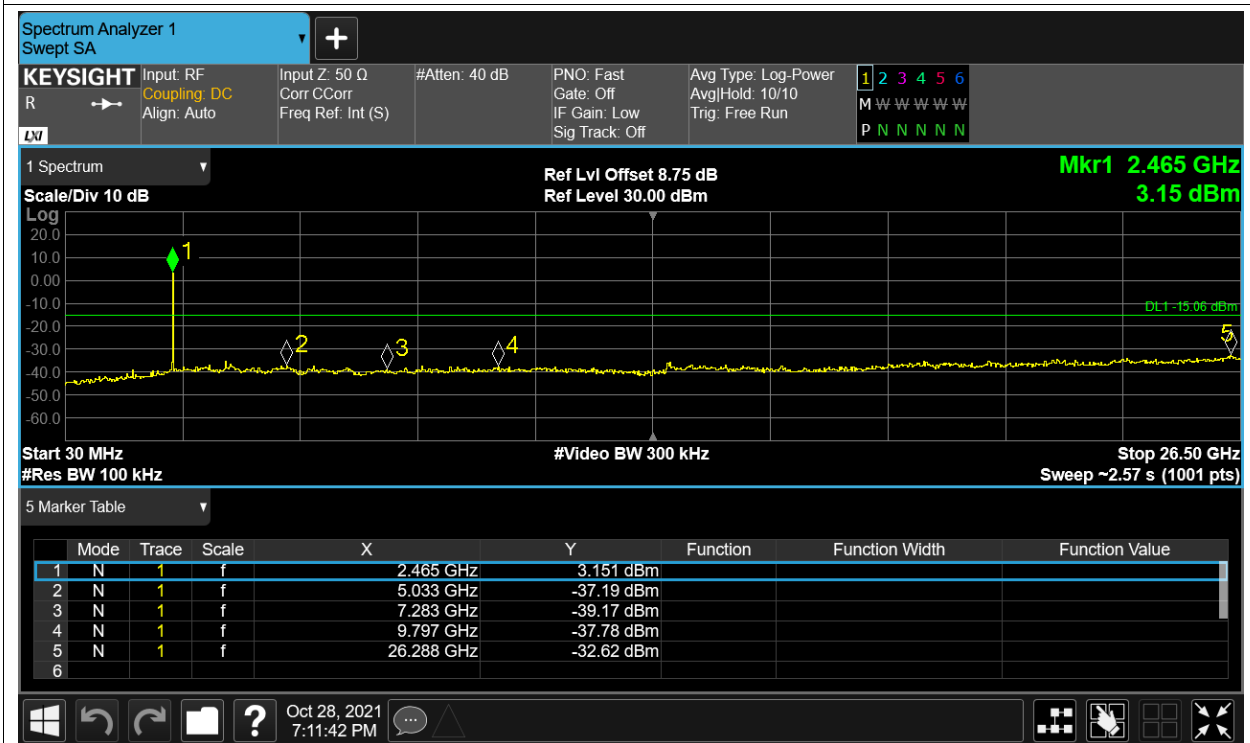 Spectrum Analyzer 1
Swept SA
KEYSIGHT
R
LXI
Input: RF
Coupling: DC
Align: Auto
Input Z: 50 Ω
Corr CCorr
Freq Ref: Int (S)
#Atten: 40 dB
PNO: Fast
Gate: Off
IF Gain: Low
Sig Track: Off
Avg Type: Log-Power
Avg|Hold: 10/10
Trig: Free Run
1 2 3 4 5 6
M W W W W W
P N N N N N
1 Spectrum
Scale/Div 10 dB
Ref Lvl Offset 8.75 dB
Ref Level 30.00 dBm
Mkr1 2.465 GHz
3.15 dBm
Log
20.0
10.0
0.00
-10.0
-20.0
-30.0
-40.0
-50.0
-60.0
1
2
3
4
5
DL1 -15.06 dBm
Start 30 MHz
#Video BW 300 kHz
Stop 26.50 GHz
#Res BW 100 kHz
Sweep ~2.57 s (1001 pts)
5 Marker Table
Mode Trace Scale X Y Function Function Width Function Value
1 N 1 f 2.465 GHz 3.151 dBm
2 N 1 f 5.033 GHz -37.19 dBm
3 N 1 f 7.283 GHz -39.17 dBm
4 N 1 f 9.797 GHz -37.78 dBm
5 N 1 f 26.288 GHz -32.62 dBm
6
?
Oct 28, 2021
7:11:42 PM